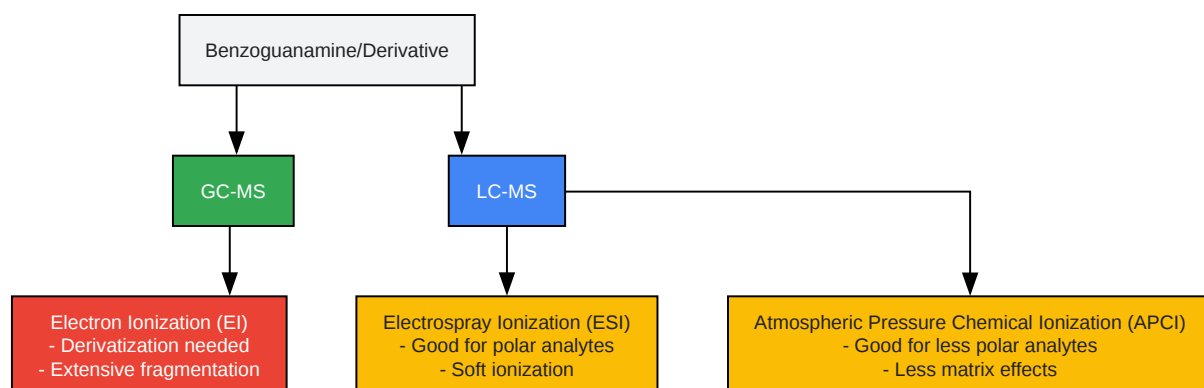 Benzoguanamine/Derivative
GC-MS
LC-MS
Electron Ionization (EI)
- Derivatization needed
- Extensive fragmentation
Electrospray Ionization (ESI)
- Good for polar analytes
- Soft ionization
Atmospheric Pressure Chemical Ionization (APCI)
- Good for less polar analytes
- Less matrix effects